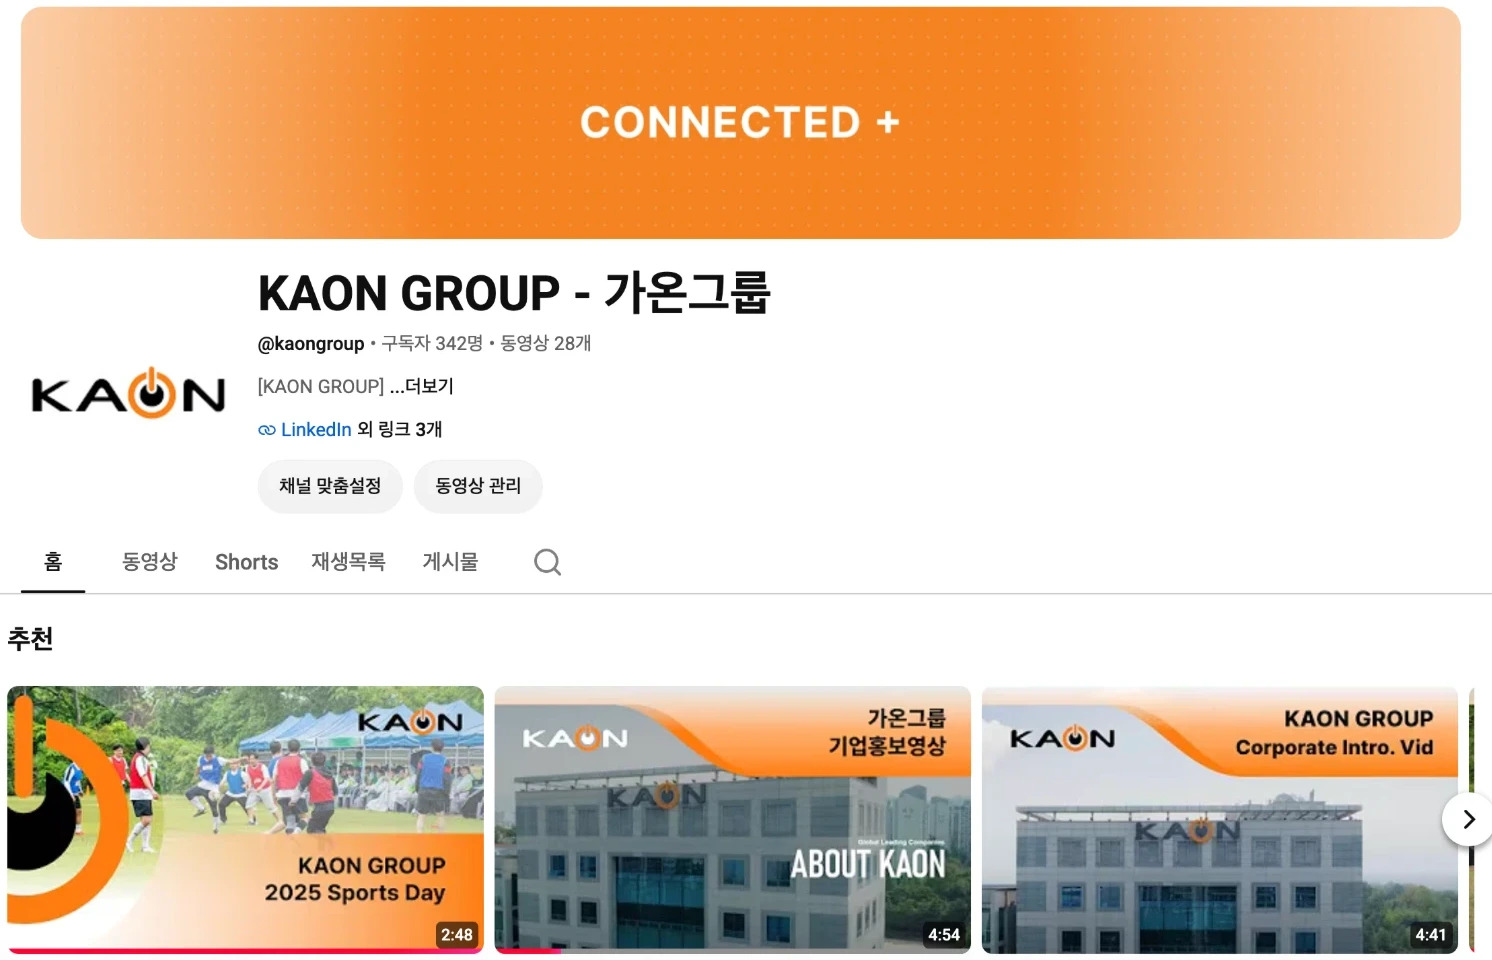 CONNECTED +
KAON GROUP - 가온그룹
@kaongroup • 구독자 342명 • 동영상 28개
KAON
[KAON GROUP] ...더보기
LinkedIn 외 링크 3개
채널 맞춤설정
동영상 관리
홈
동영상
Shorts
재생목록
게시물
추천
KAON
KAON GROUP
2025 Sports Day
2:48
KAON
가온그룹
기업홍보영상
KAON
Global Leading Companies
ABOUT KAON
4:54
KAON
KAON GROUP
Corporate Intro. Vid
KAON
4:41